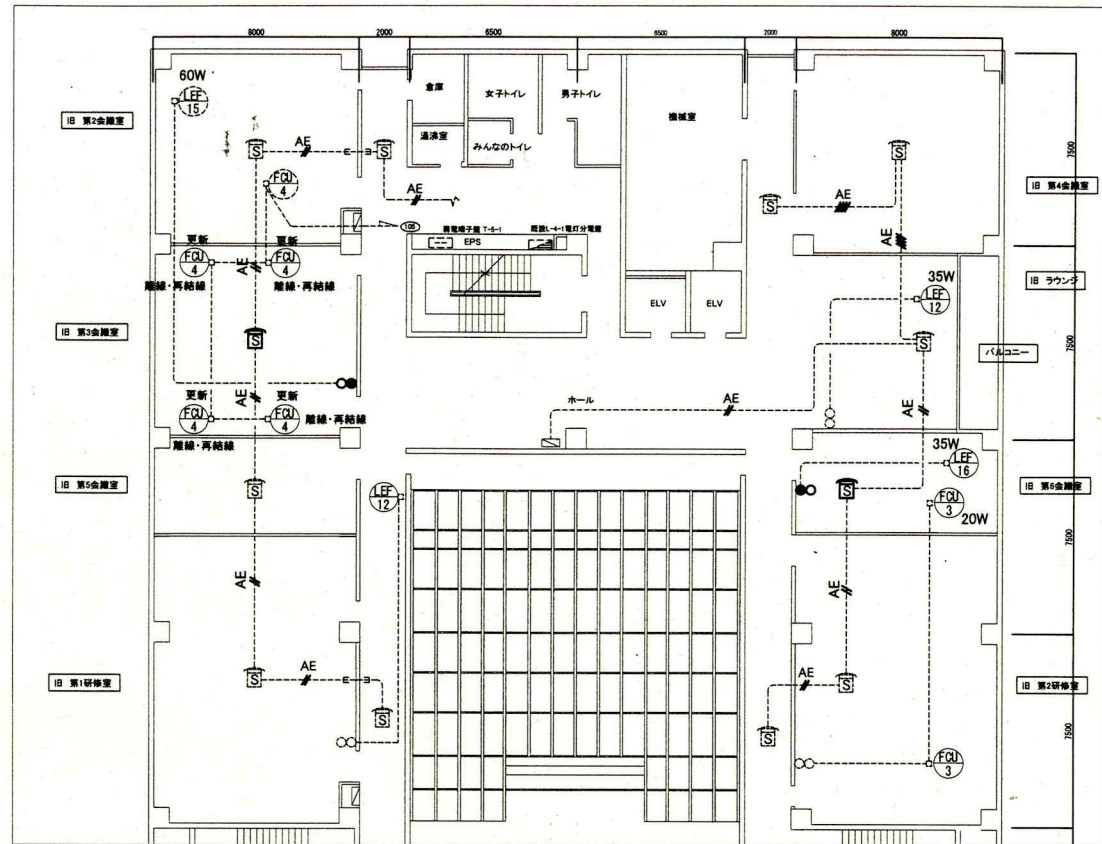 8000
2000
6500
6500
2000
8000
60W
LEF
15
倉庫
女子トイレ
男子トイレ
機械室
旧 第2会議室
湯沸室
みんなのトイレ
AE
S
S
S
7500
FCU
4
AE
AE
S
旧 第4会議室
105
弱電端子盤 T-5-1
既設L-4-1電灯分電盤
EPS
更新
更新
FCU
4
AE
FCU
4
AE
離線・再結線
離線・再結線
35W
LEF
12
旧 ラウンジ
ELV
ELV
旧 第3会議室
S
S
バルコニー
7500
更新
更新
ホール
AE
AE
AE
FCU
4
FCU
4
離線・再結線
離線・再結線
35W
LEF
16
旧 第5会議室
S
LEF
12
S
FCU
3
20W
旧 第6会議室
7500
AE
AE
旧 第1研修室
S
AE
S
AE
S
S
旧 第2研修室
7500
FCU
3